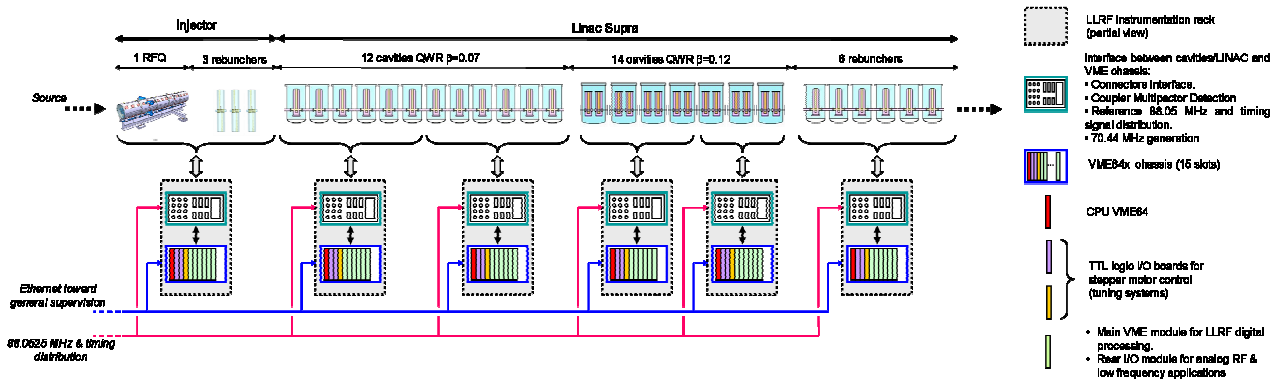 Injector
Linac Supra
1 RFQ
3 rebunchers
12 cavities QWR β=0.07
14 cavities QWR β=0.12
6 rebunchers
Source
Ethernet toward
general supervision
88.0525 MHz & timing
distribution
LLRF Instrumentation rack
(partial view)
Interface between cavities/LINAC and
VME chassis:
• Connectors Interface.
• Coupler Multipactor Detection
• Reference 88.05 MHz and timing
signal distribution.
• 70.44 MHz generation
VME64x chassis (15 slots)
CPU VME64
TTL logic I/O boards for
stepper motor control
(tuning systems)
• Main VME module for LLRF digital
processing.
• Rear I/O module for analog RF &
low frequency applications